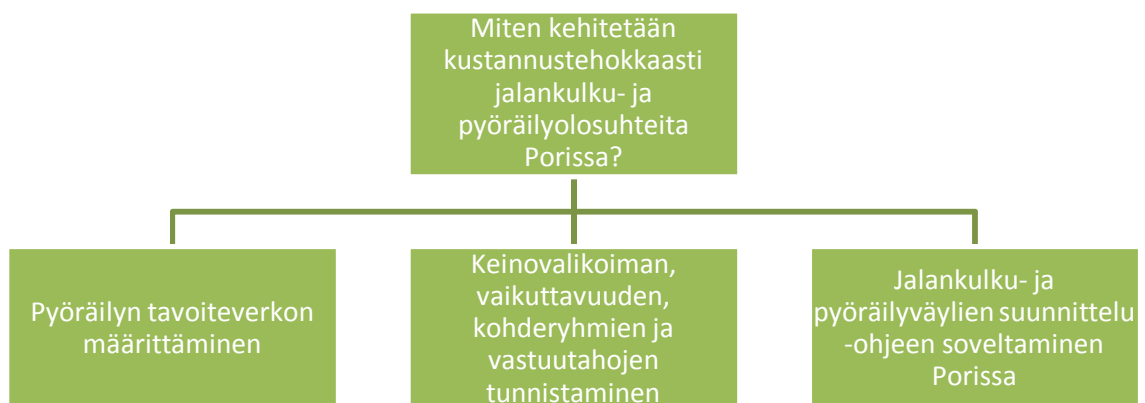 Miten kehitetään
kustannustehokkaasti
jalankulku- ja
pyöräilyolosuhteita
Porissa?
Pyöräilyn tavoiteverkon
määrittäminen
Keinovalikoiman,
vaikuttavuuden,
kohderyhmien ja
vastuutahojen
tunnistaminen
Jalankulku- ja
pyöräilyväylien suunnittelu
-ohjeen soveltaminen
Porissa